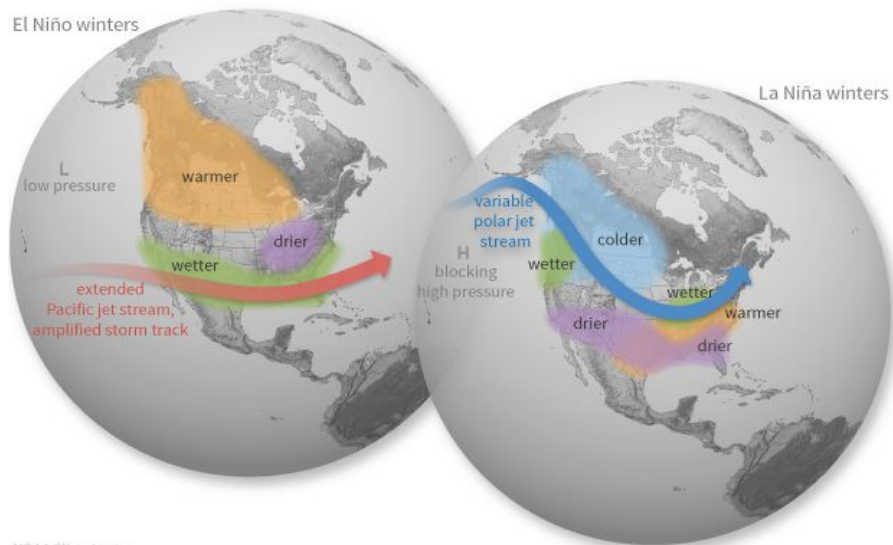 El Niño winters
L
low pressure
warmer
drier
wetter
extended
Pacific jet stream,
amplified storm track
La Niña winters
variable
polar jet
stream
colder
H
blocking
high pressure
wetter
wetter
warmer
drier
drier